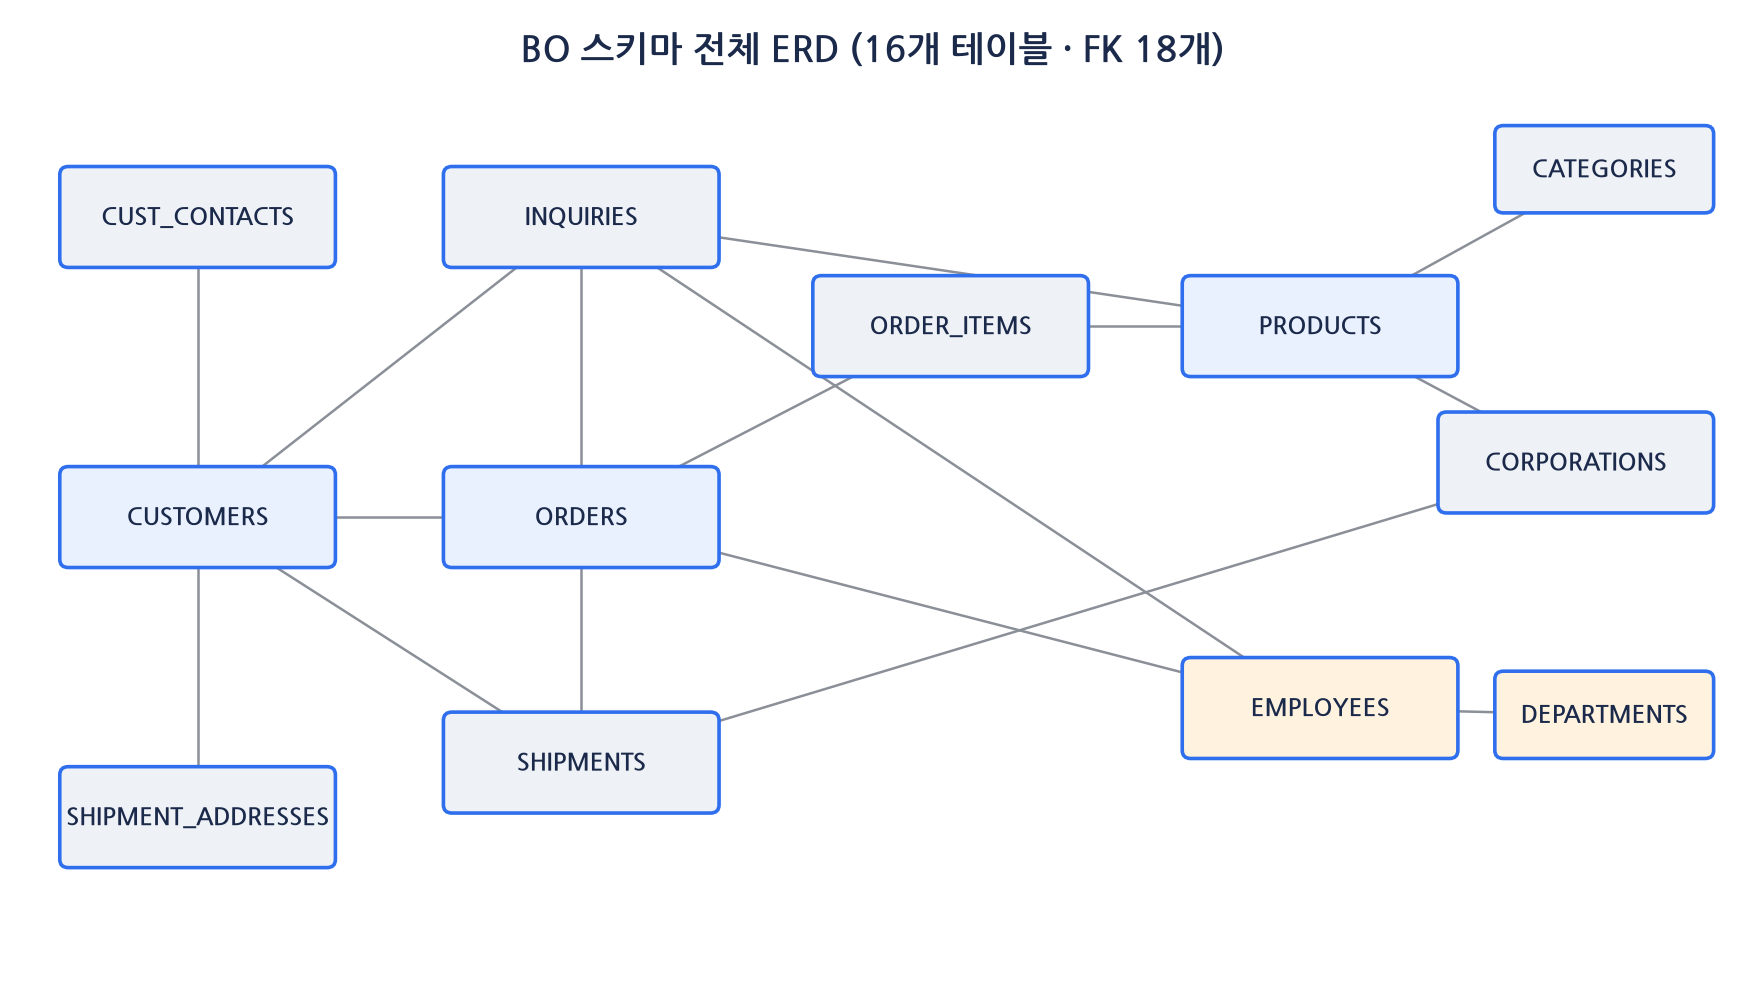 BO 스키마 전체 ERD (16개 테이블 · FK 18개)
CATEGORIES
CUST_CONTACTS
INQUIRIES
ORDER_ITEMS
PRODUCTS
CORPORATIONS
CUSTOMERS
ORDERS
EMPLOYEES
DEPARTMENTS
SHIPMENTS
SHIPMENT_ADDRESSES